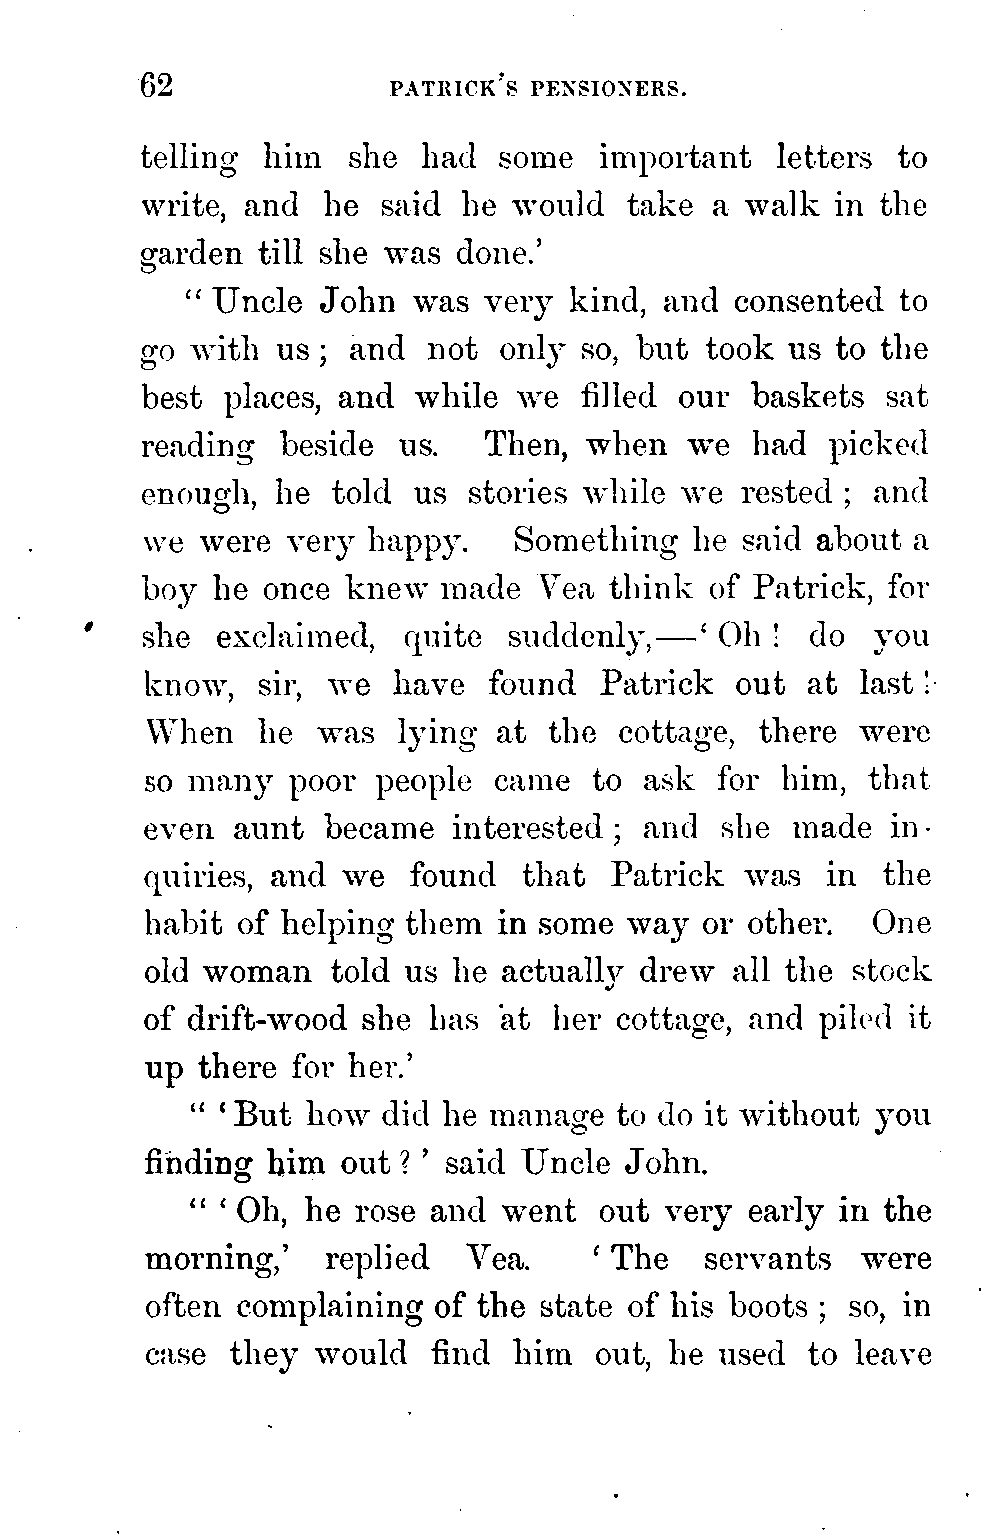 62 PATRICK'S PENSIONERS.
telling him she had some important letters to
write, and he said he would take a walk in the
garden till she was done.'
“ Uncle John was very kind, and consented to
go with us ; and not only so, but took us to the
best places, and while we filled our baskets sat
reading beside us. Then, when we had picked
enough, he told us stories while we rested ; and
we were very happy. Something he said about a
boy he once knew made Vea think of Patrick, for
she exclaimed, quite suddenly,—‘ Oh ! do you
know, sir, we have found Patrick out at last !
When he was lying at the cottage, there were
so many poor people came to ask for him, that
even aunt became interested ; and she made in-
quiries, and we found that Patrick was in the
habit of helping them in some way or other. One
old woman told us he actually drew all the stock
of drift-wood she has at her cottage, and piled it
up there for her.’
“ ‘ But how did he manage to do it without you
finding him out ? ’ said Uncle John.
“ ‘ Oh, he rose and went out very early in the
morning,’ replied Vea. ‘ The servants were
often complaining of the state of his boots ; so, in
case they would find him out, he used to leave